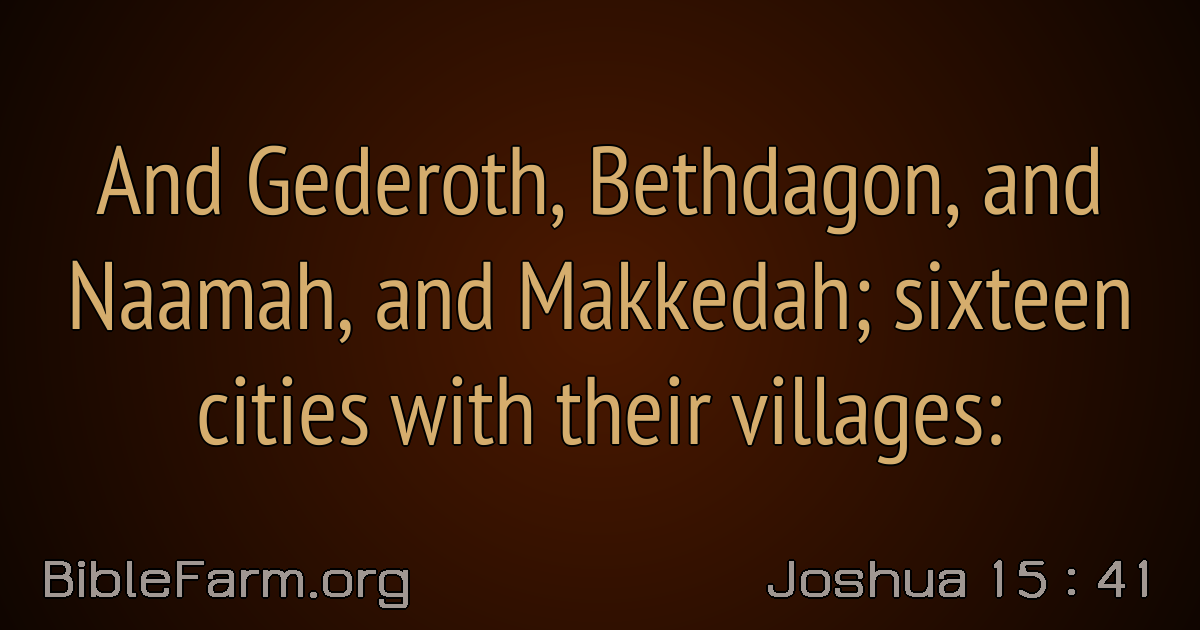 And Gederoth, Bethdagon, and
Naamah, and Makkedah; sixteen
cities with their villages:
BibleFarm.org
Joshua 15 : 41